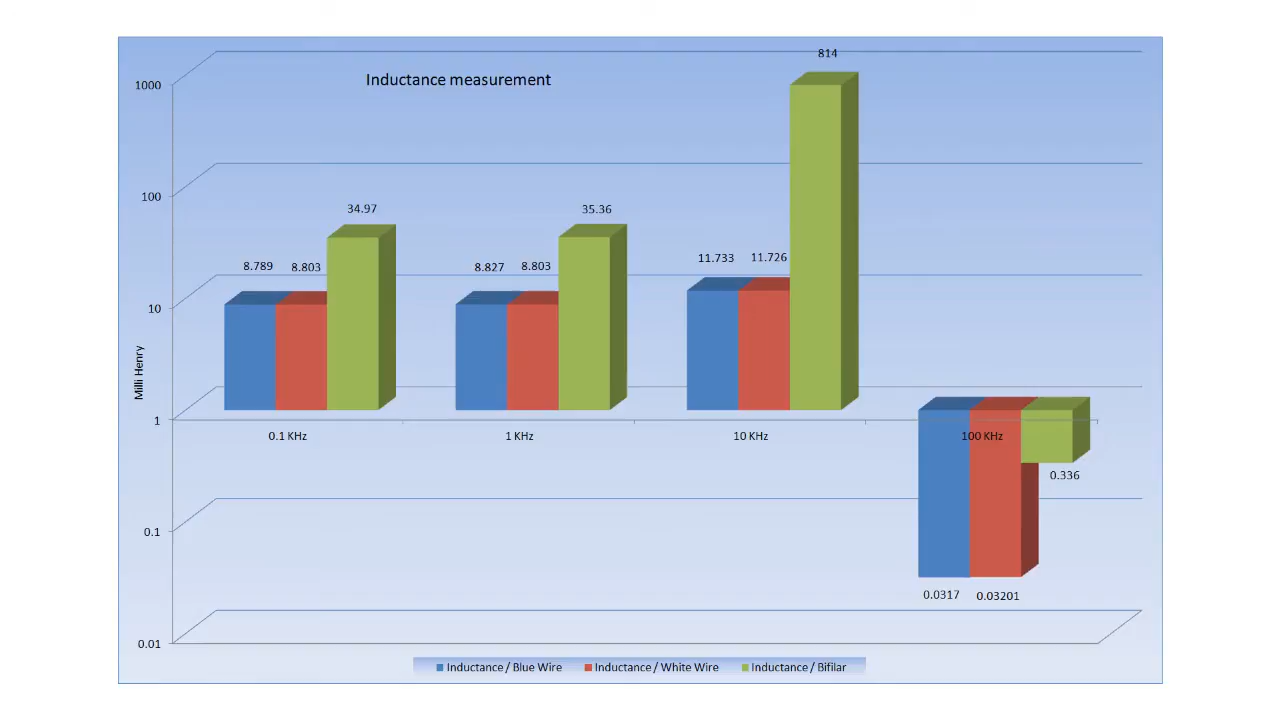 Inductance measurement
814
1000
100
34.97
35.36
8.789
8.803
8.827
8.803
11.733
11.726
10
Milli Henry
1
0.1 KHz
1 KHz
10 KHz
100 KHz
0.336
0.1
0.0317
0.03201
0.01
Inductance / Blue Wire
Inductance / White Wire
Inductance / Bifilar